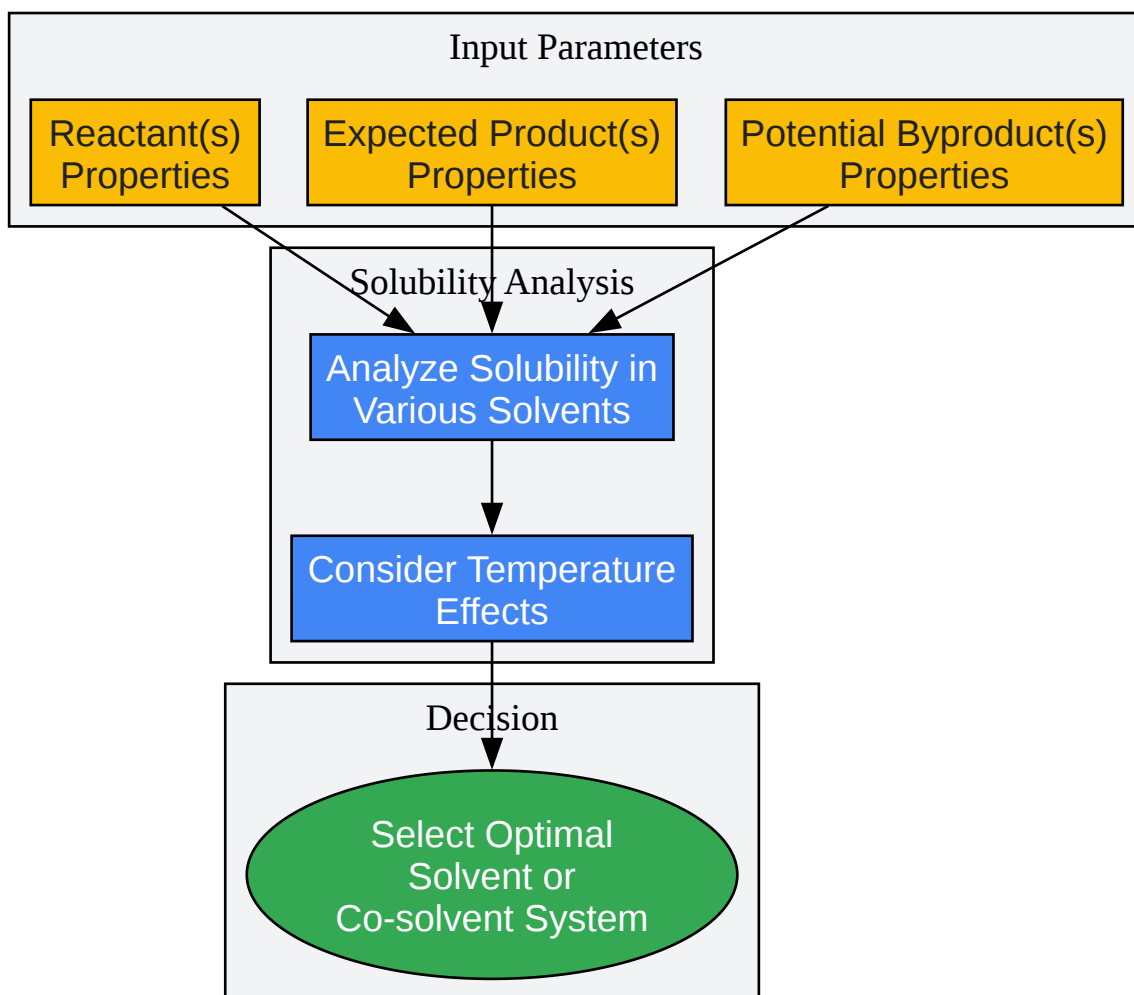 Input Parameters
Reactant(s)
Properties
Expected Product(s)
Properties
Potential Byproduct(s)
Properties
Solubility Analysis
Analyze Solubility in
Various Solvents
Consider Temperature
Effects
Decision
Select Optimal
Solvent or
Co-solvent System